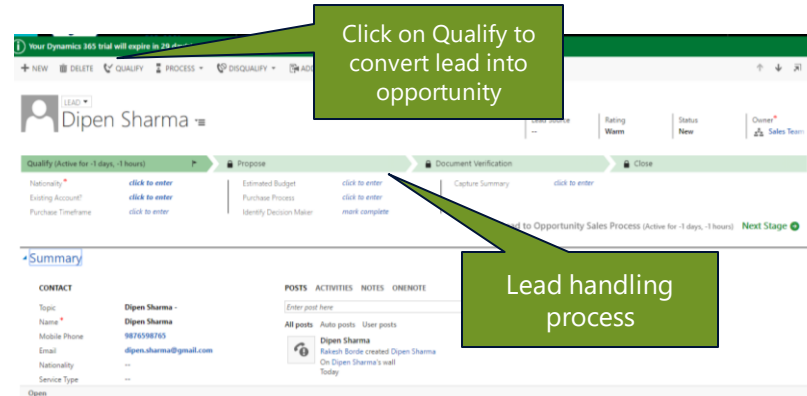 Your Dynamics 365 trial will expire in 29
Click on Qualify to
convert lead into
opportunity
+ NEW DELETE QUALIFY PROCESS DISQUALIFY ADD
LEAD
Dipen Sharma
Lead Source Rating Status Owner*
-- Warm New Sales Team
Qualify (Active for -1 days, -1 hours) Propose Document Verification Close
Nationality * click to enter Estimated Budget click to enter Capture Summary click to enter
Existing Account? click to enter Purchase Process click to enter
Purchase Timeframe click to enter Identify Decision Maker mark complete
to Opportunity Sales Process (Active for -1 days, -1 hours) Next Stage
Summary
Lead handling
process
CONTACT POSTS ACTIVITIES NOTES ONENOTE
Topic Dipen Sharma - Enter post here
Name * Dipen Sharma All posts Auto posts User posts
Mobile Phone 9876598765 Dipen Sharma
Email dipen.sharma@gmail.com Rakesh Borde created Dipen Sharma
Nationality -- On Dipen Sharma's wall
Service Type -- Today
Open